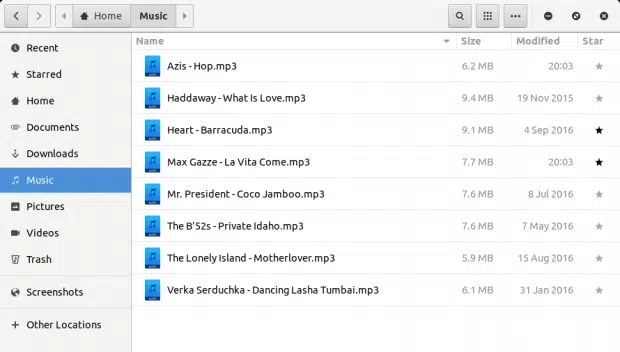 Home Music
Name Size Modified Star
Recent
Starred
Home
Documents
Downloads
Music
Pictures
Videos
Trash
Screenshots
Other Locations
Azis - Hop.mp3 6.2 MB 20:03
Haddaway - What Is Love.mp3 9.4 MB 19 Nov 2015
Heart - Barracuda.mp3 9.1 MB 4 Sep 2016
Max Gazze - La Vita Come.mp3 7.7 MB 20:03
Mr. President - Coco Jamboo.mp3 7.6 MB 8 Jul 2016
The B'52s - Private Idaho.mp3 7.6 MB 7 May 2016
The Lonely Island - Motherlover.mp3 5.9 MB 15 Aug 2016
Verka Serduchka - Dancing Lasha Tumbai.mp3 6.1 MB 31 Jan 2016